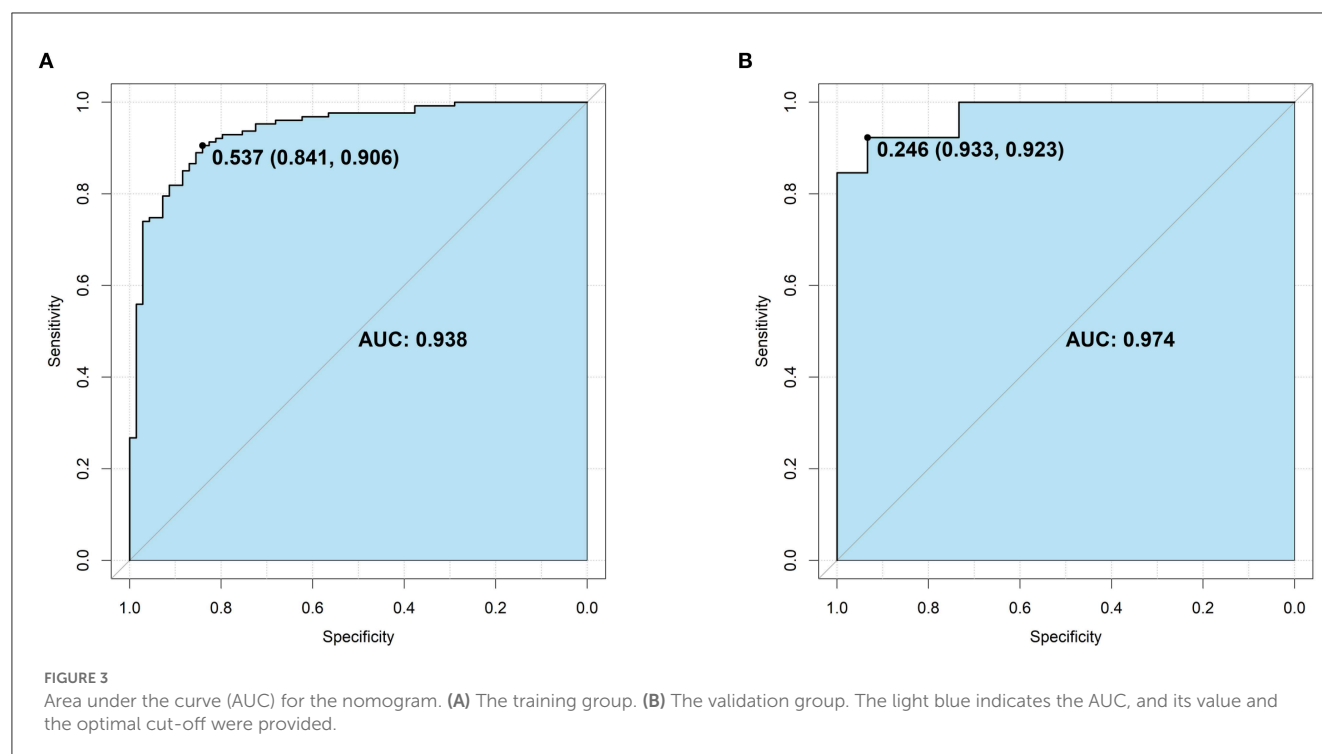 A
1.0
0.8
0.6
0.4
0.2
0.0
Sensitivity
0.537 (0.841, 0.906)
AUC: 0.938
1.0 0.8 0.6 0.4 0.2 0.0
Specificity
B
1.0
0.8
0.6
0.4
0.2
0.0
Sensitivity
0.246 (0.933, 0.923)
AUC: 0.974
1.0 0.8 0.6 0.4 0.2 0.0
Specificity
FIGURE 3
Area under the curve (AUC) for the nomogram. (A) The training group. (B) The validation group. The light blue indicates the AUC, and its value and
the optimal cut-off were provided.